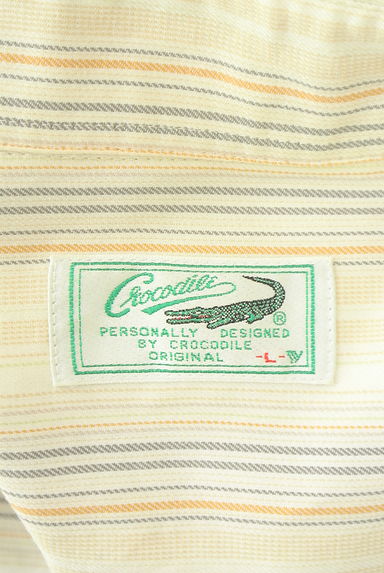 Crocodile
®
PERSONALLY DESIGNED
BY CROCODILE
ORIGINAL -L-